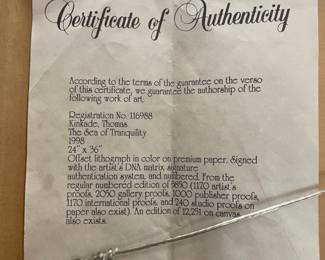 Certificate of Authenticity
According to the terms of the guarantee on the verso
of this certificate, we guarantee the authorship of the
following work of art:
Registration No. 116988
Kinkade, Thomas
The Sea of Tranquility
1998
24" x 36"
Offset lithograph in color on premium paper. Signed
with the artist's DNA matrix signature
authentication system, and numbered. From the
regular numbered edition of 9850 (1170 artist's
proofs, 2050 gallery proofs, 1000 publisher proofs,
1170 international proofs, and 240 studio proofs on
paper also exist). An edition of 12,251 on canvas
also exists.